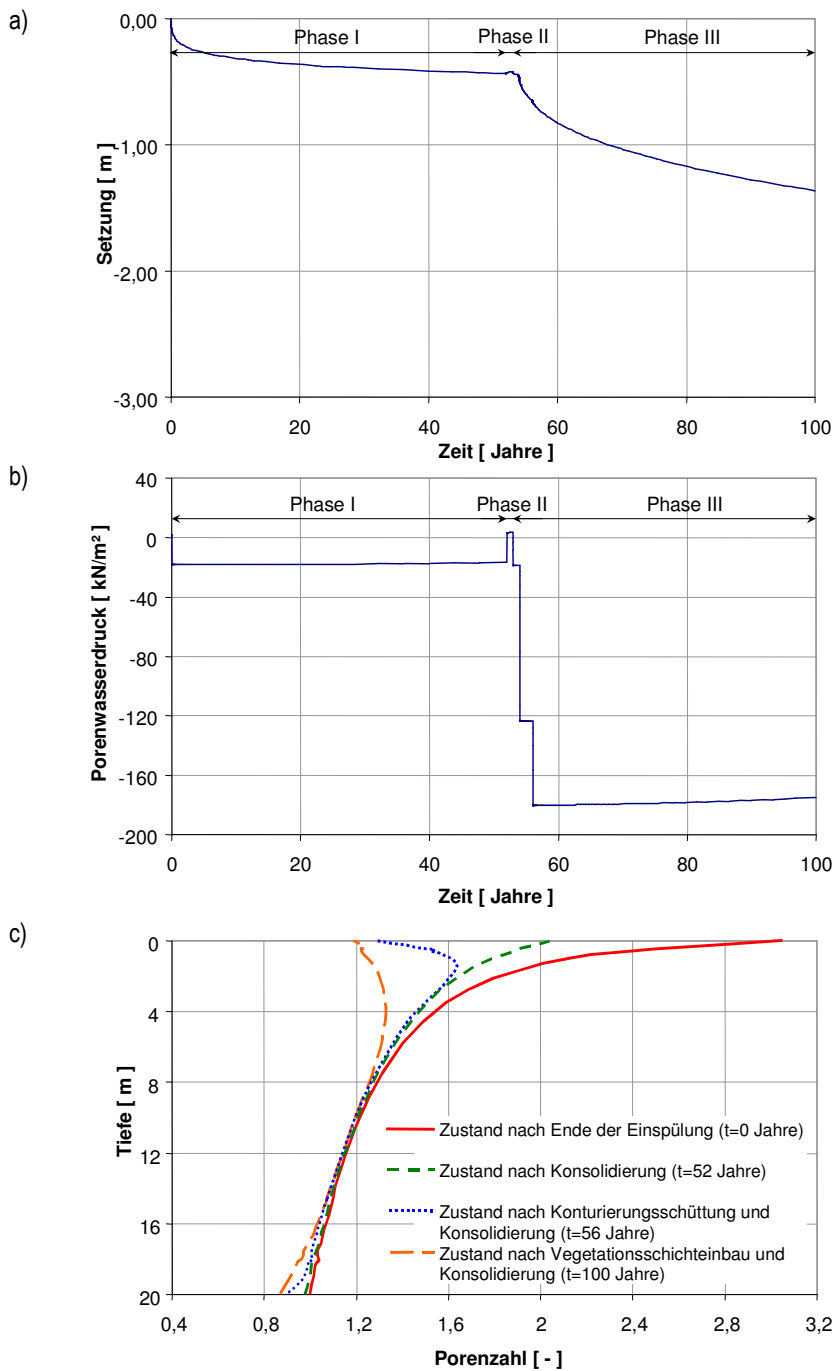 a)
0,00
-1,00
-2,00
-3,00
Setzung [ m ]
Phase I
Phase II
Phase III
0
20
40
60
80
100
Zeit [ Jahre ]
b)
40
0
-40
-80
-120
-160
-200
Porenwasserdruck [ kN/m² ]
Phase I
Phase II
Phase III
0
20
40
60
80
100
Zeit [ Jahre ]
c)
0
4
8
12
16
20
Tiefe [ m ]
Zustand nach Ende der Einspülung (t=0 Jahre)
Zustand nach Konsolidierung (t=52 Jahre)
Zustand nach Konturierungsschüttung und
Konsolidierung (t=56 Jahre)
Zustand nach Vegetationsschichteinbau und
Konsolidierung (t=100 Jahre)
0,4
0,8
1,2
1,6
2
2,4
2,8
3,2
Porenzahl [ - ]